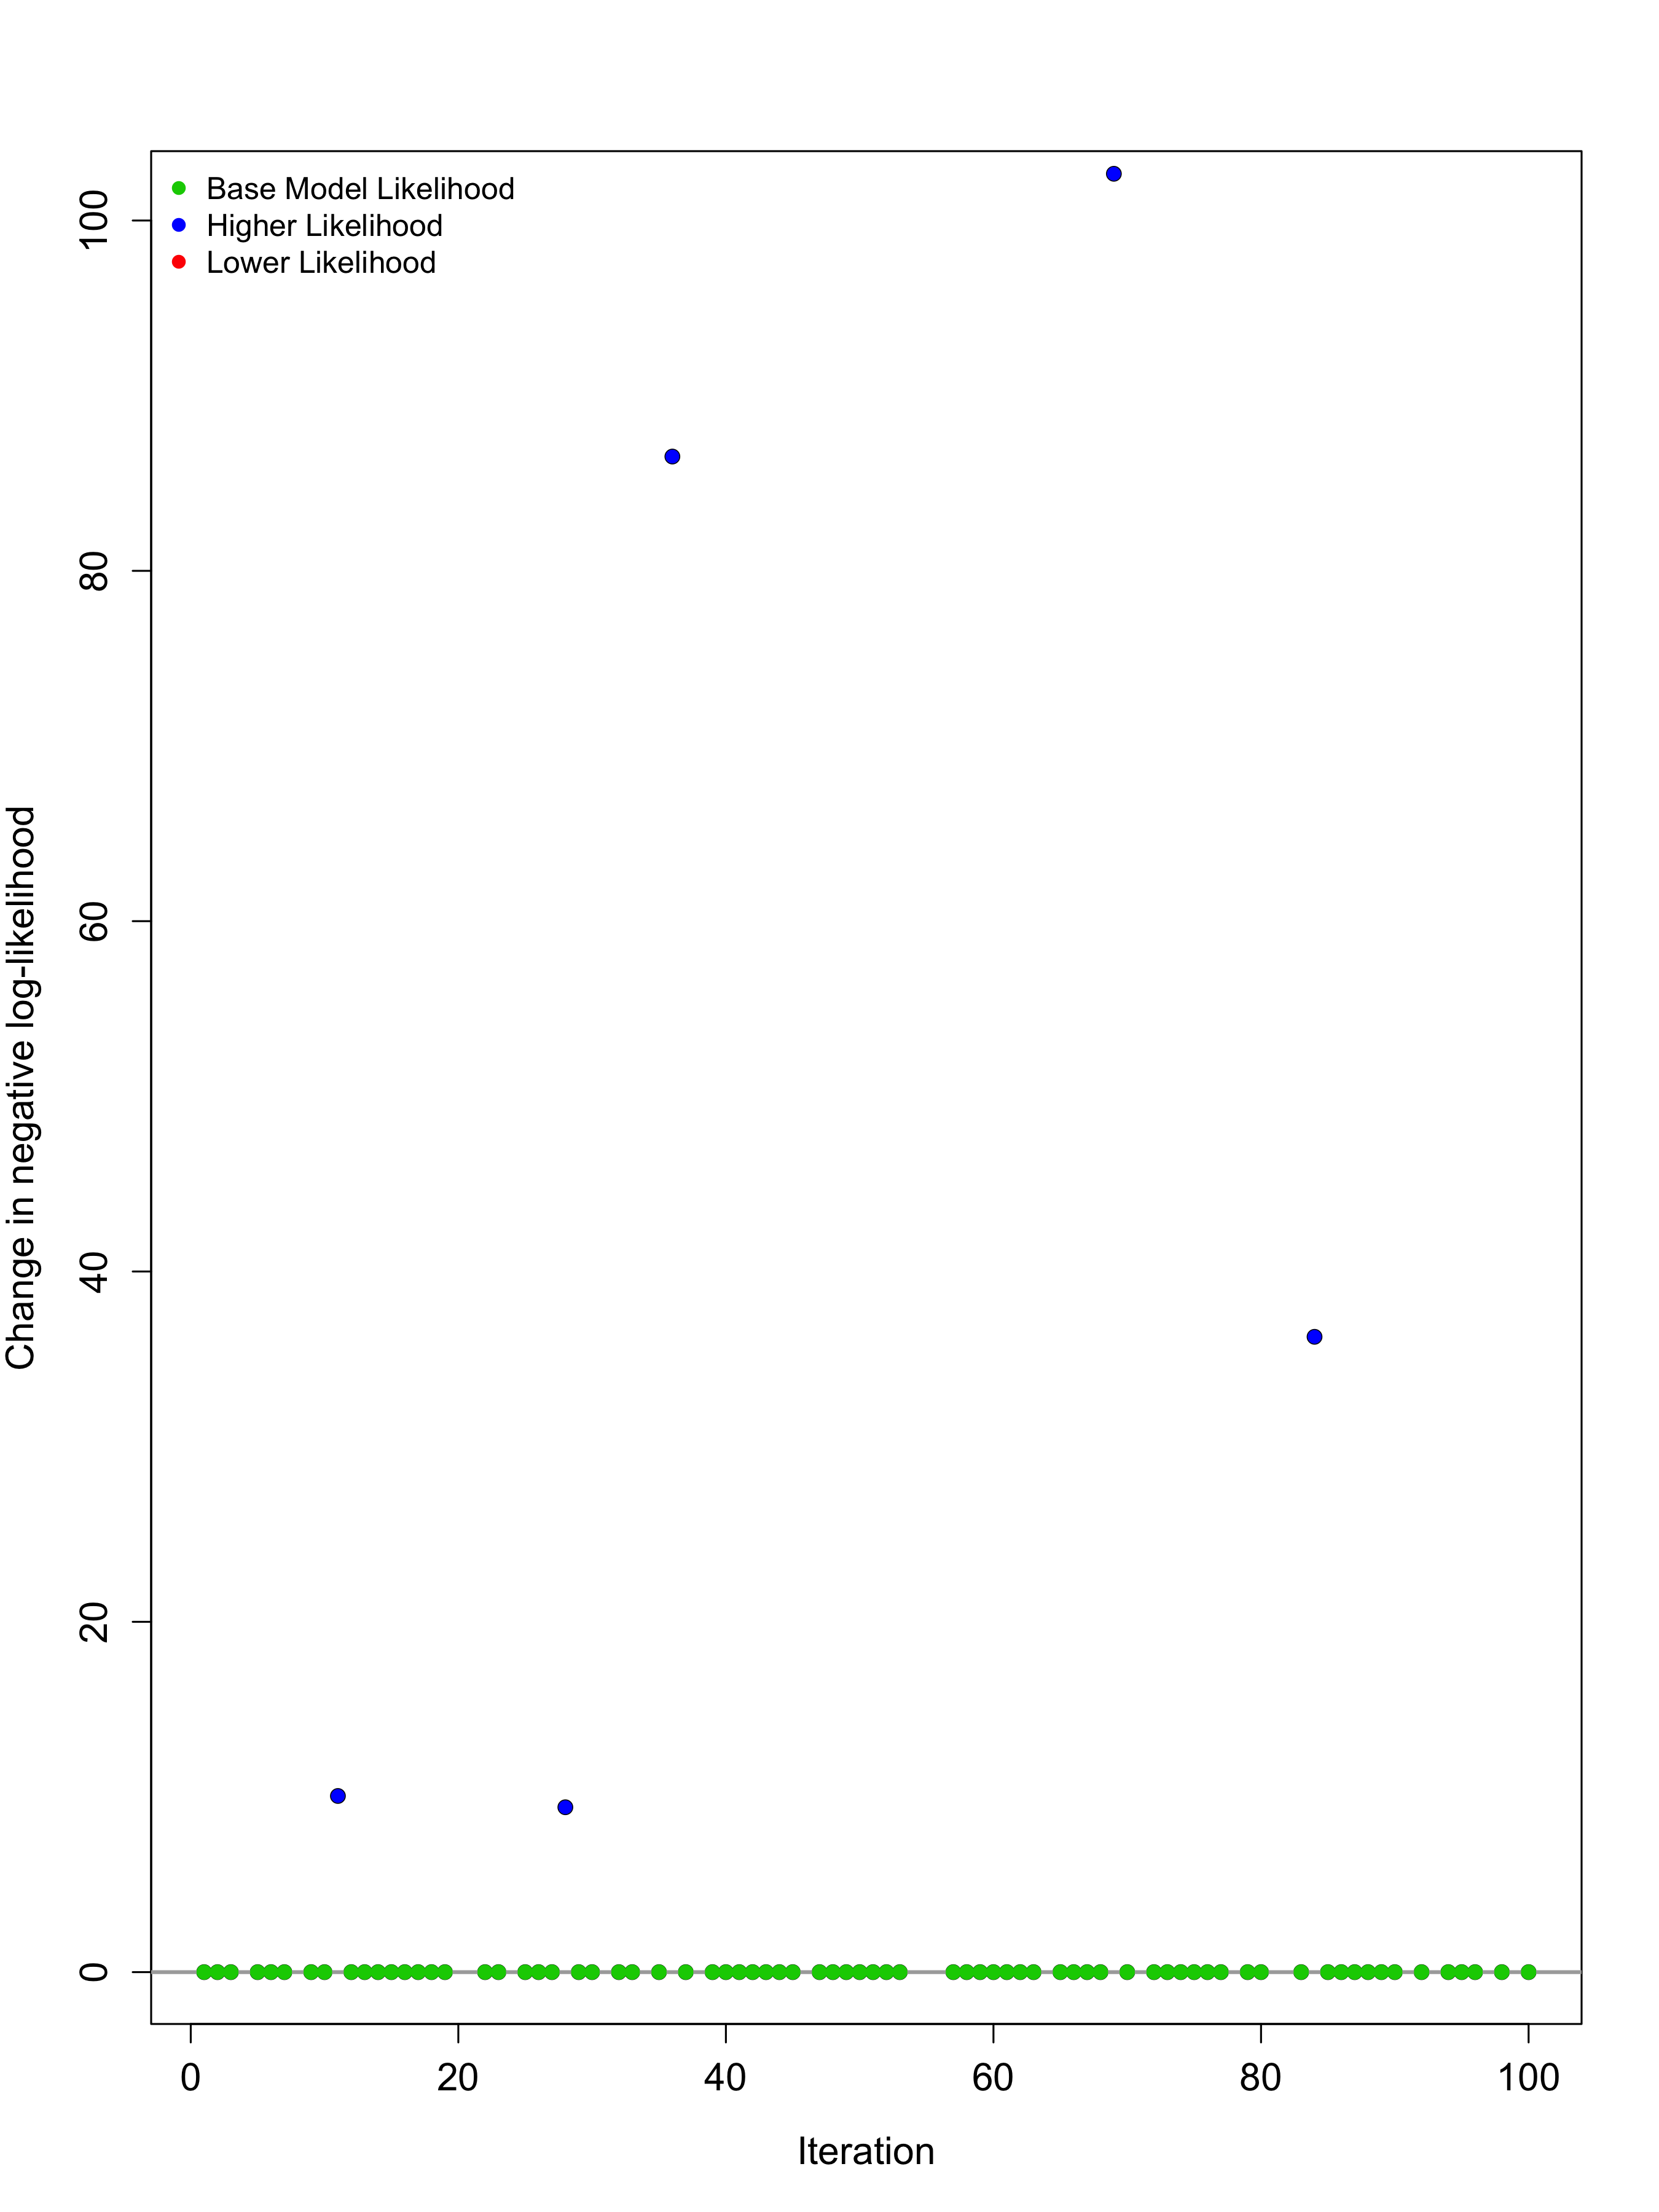 Base Model Likelihood
Higher Likelihood
Lower Likelihood
100
80
60
40
20
0
Change in negative log-likelihood
0 20 40 60 80 100
Iteration